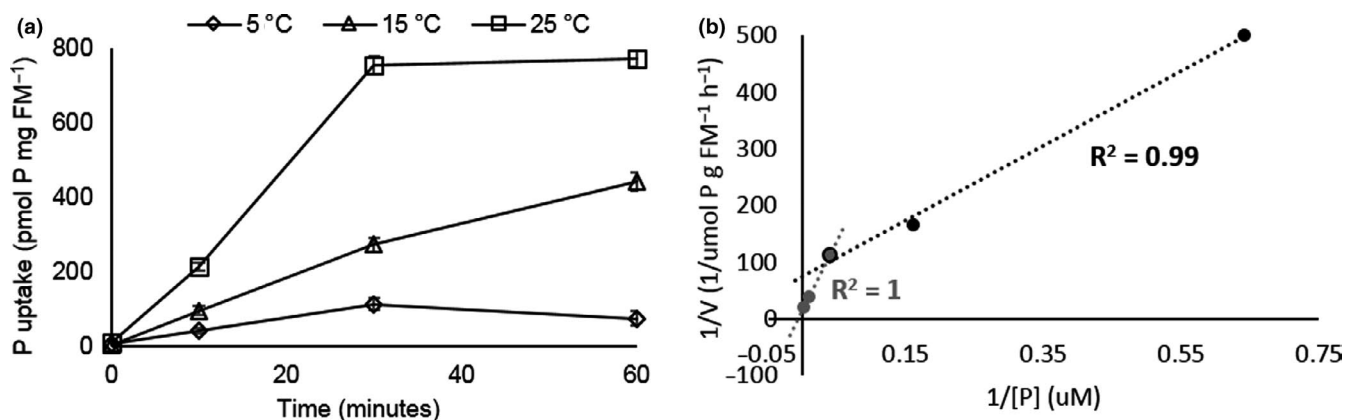 (a)
5 °C 15 °C 25 °C
800
600
400
200
0
0 20 40 60
P uptake (pmol P mg FM⁻¹)
Time (minutes)
(b)
500
400
300
200
100
0
−100
−0.05 0.15 0.35 0.55 0.75
R² = 0.99
R² = 1
1/V (1/umol P g FM⁻¹ h⁻¹)
1/[P] (uM)